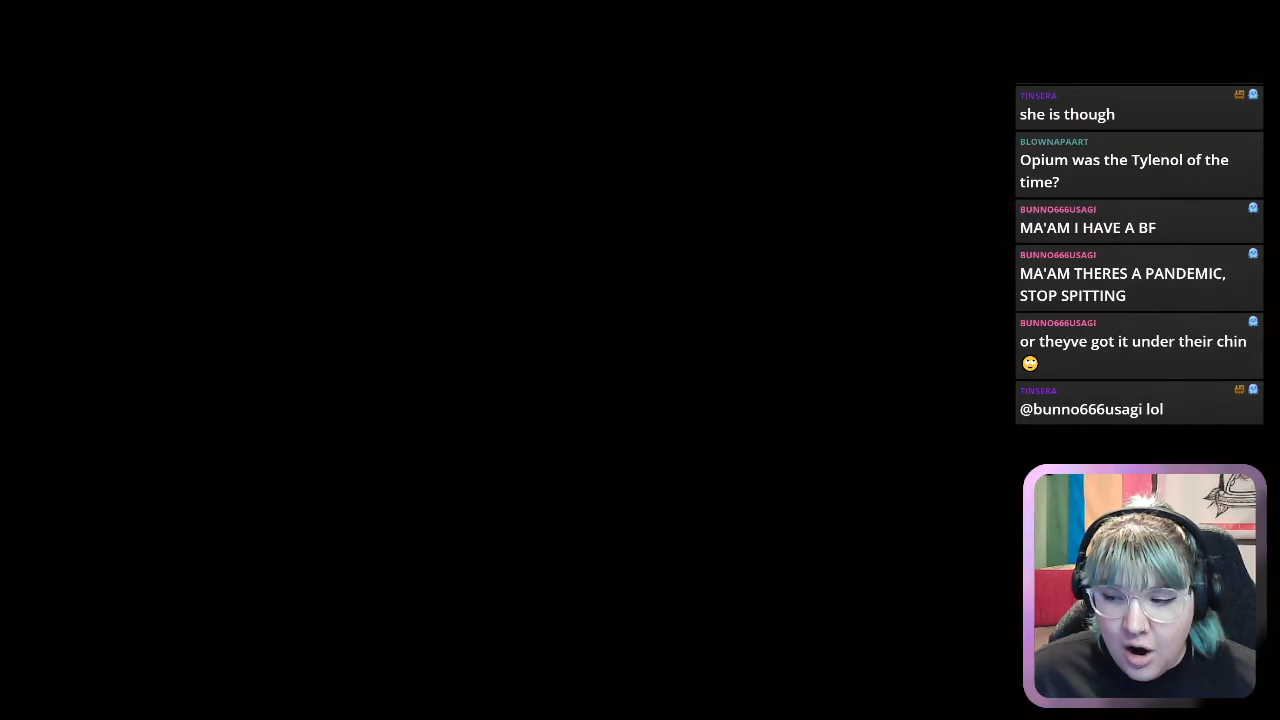 TINSERA
she is though
BLOWNAPAART
Opium was the Tylenol of the
time?
BUNNO666USAGI
MA'AM I HAVE A BF
BUNNO666USAGI
MA'AM THERES A PANDEMIC,
STOP SPITTING
BUNNO666USAGI
or theyve got it under their chin
🙄
TINSERA
@bunno666usagi lol